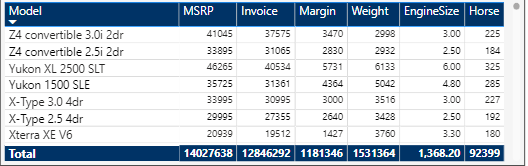 Model MSRP Invoice Margin Weight EngineSize Horse
Z4 convertible 3.0i 2dr 41045 37575 3470 2998 3.00 225
Z4 convertible 2.5i 2dr 33895 31065 2830 2932 2.50 184
Yukon XL 2500 SLT 46265 40534 5731 6133 6.00 325
Yukon 1500 SLE 35725 31361 4364 5042 4.80 285
X-Type 3.0 4dr 33995 30995 3000 3516 3.00 227
X-Type 2.5 4dr 29995 27355 2640 3428 2.50 192
Xterra XE V6 20939 19512 1427 3760 3.30 180
Total 14027638 12846292 1181346 1531364 1,368.20 92399